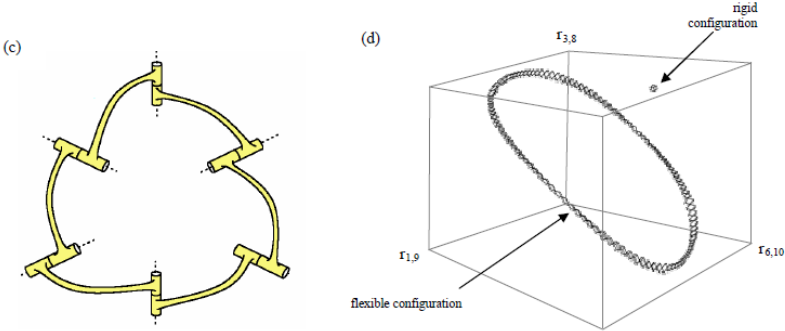 (c)
(d)
rigid
configuration
r3,8
r1,9
r6,10
flexible configuration